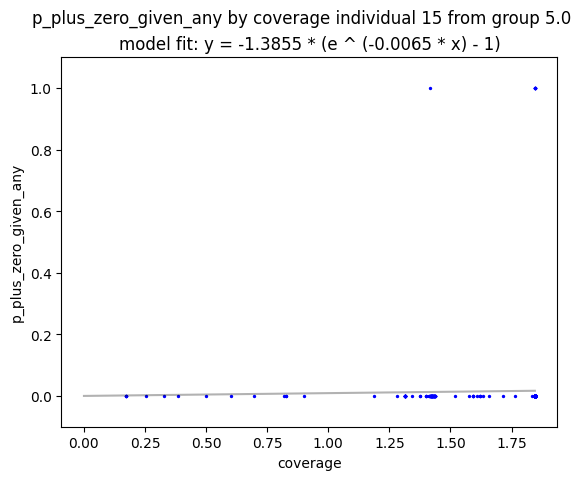 p_plus_zero_given_any by coverage individual 15 from group 5.0
model fit: y = -1.3855 * (e ^ (-0.0065 * x) - 1)
1.0
0.8
0.6
0.4
0.2
0.0
p_plus_zero_given_any
0.00 0.25 0.50 0.75 1.00 1.25 1.50 1.75
coverage